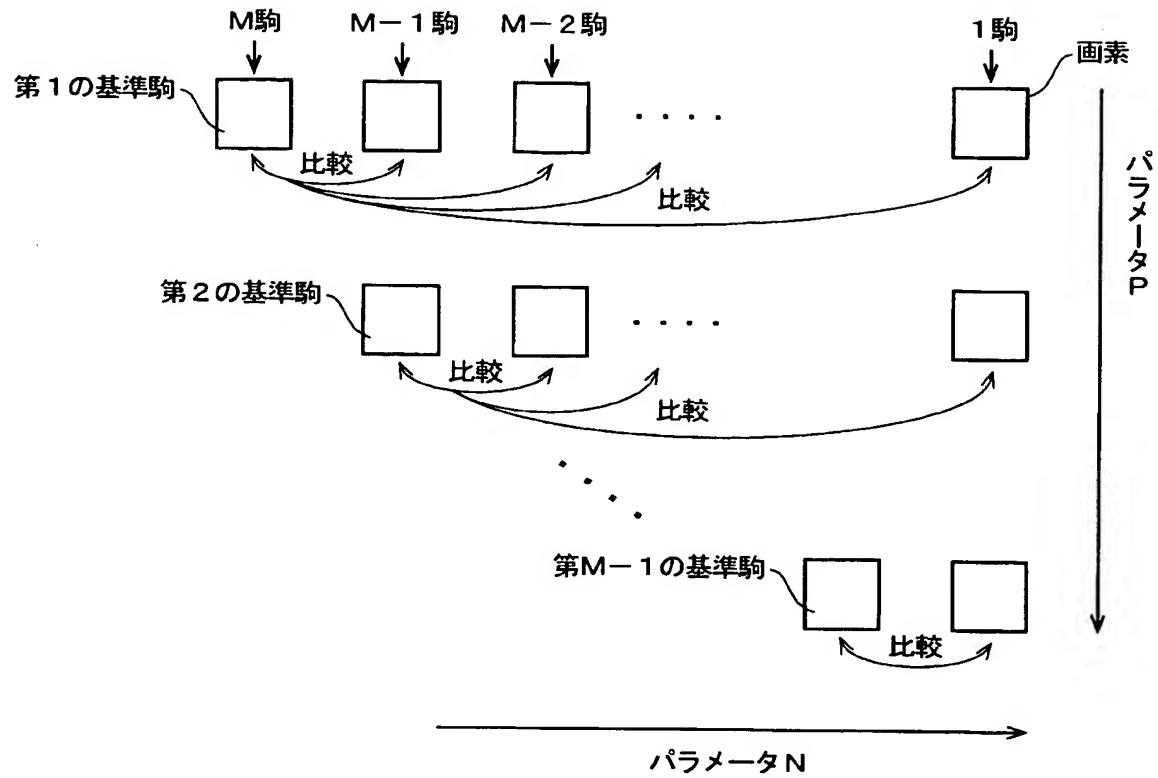 M駒
M－1駒
M－2駒
1駒
画素
第1の基準駒
比較
比較
パラメータP
第2の基準駒
比較
比較
第M－1の基準駒
比較
パラメータN